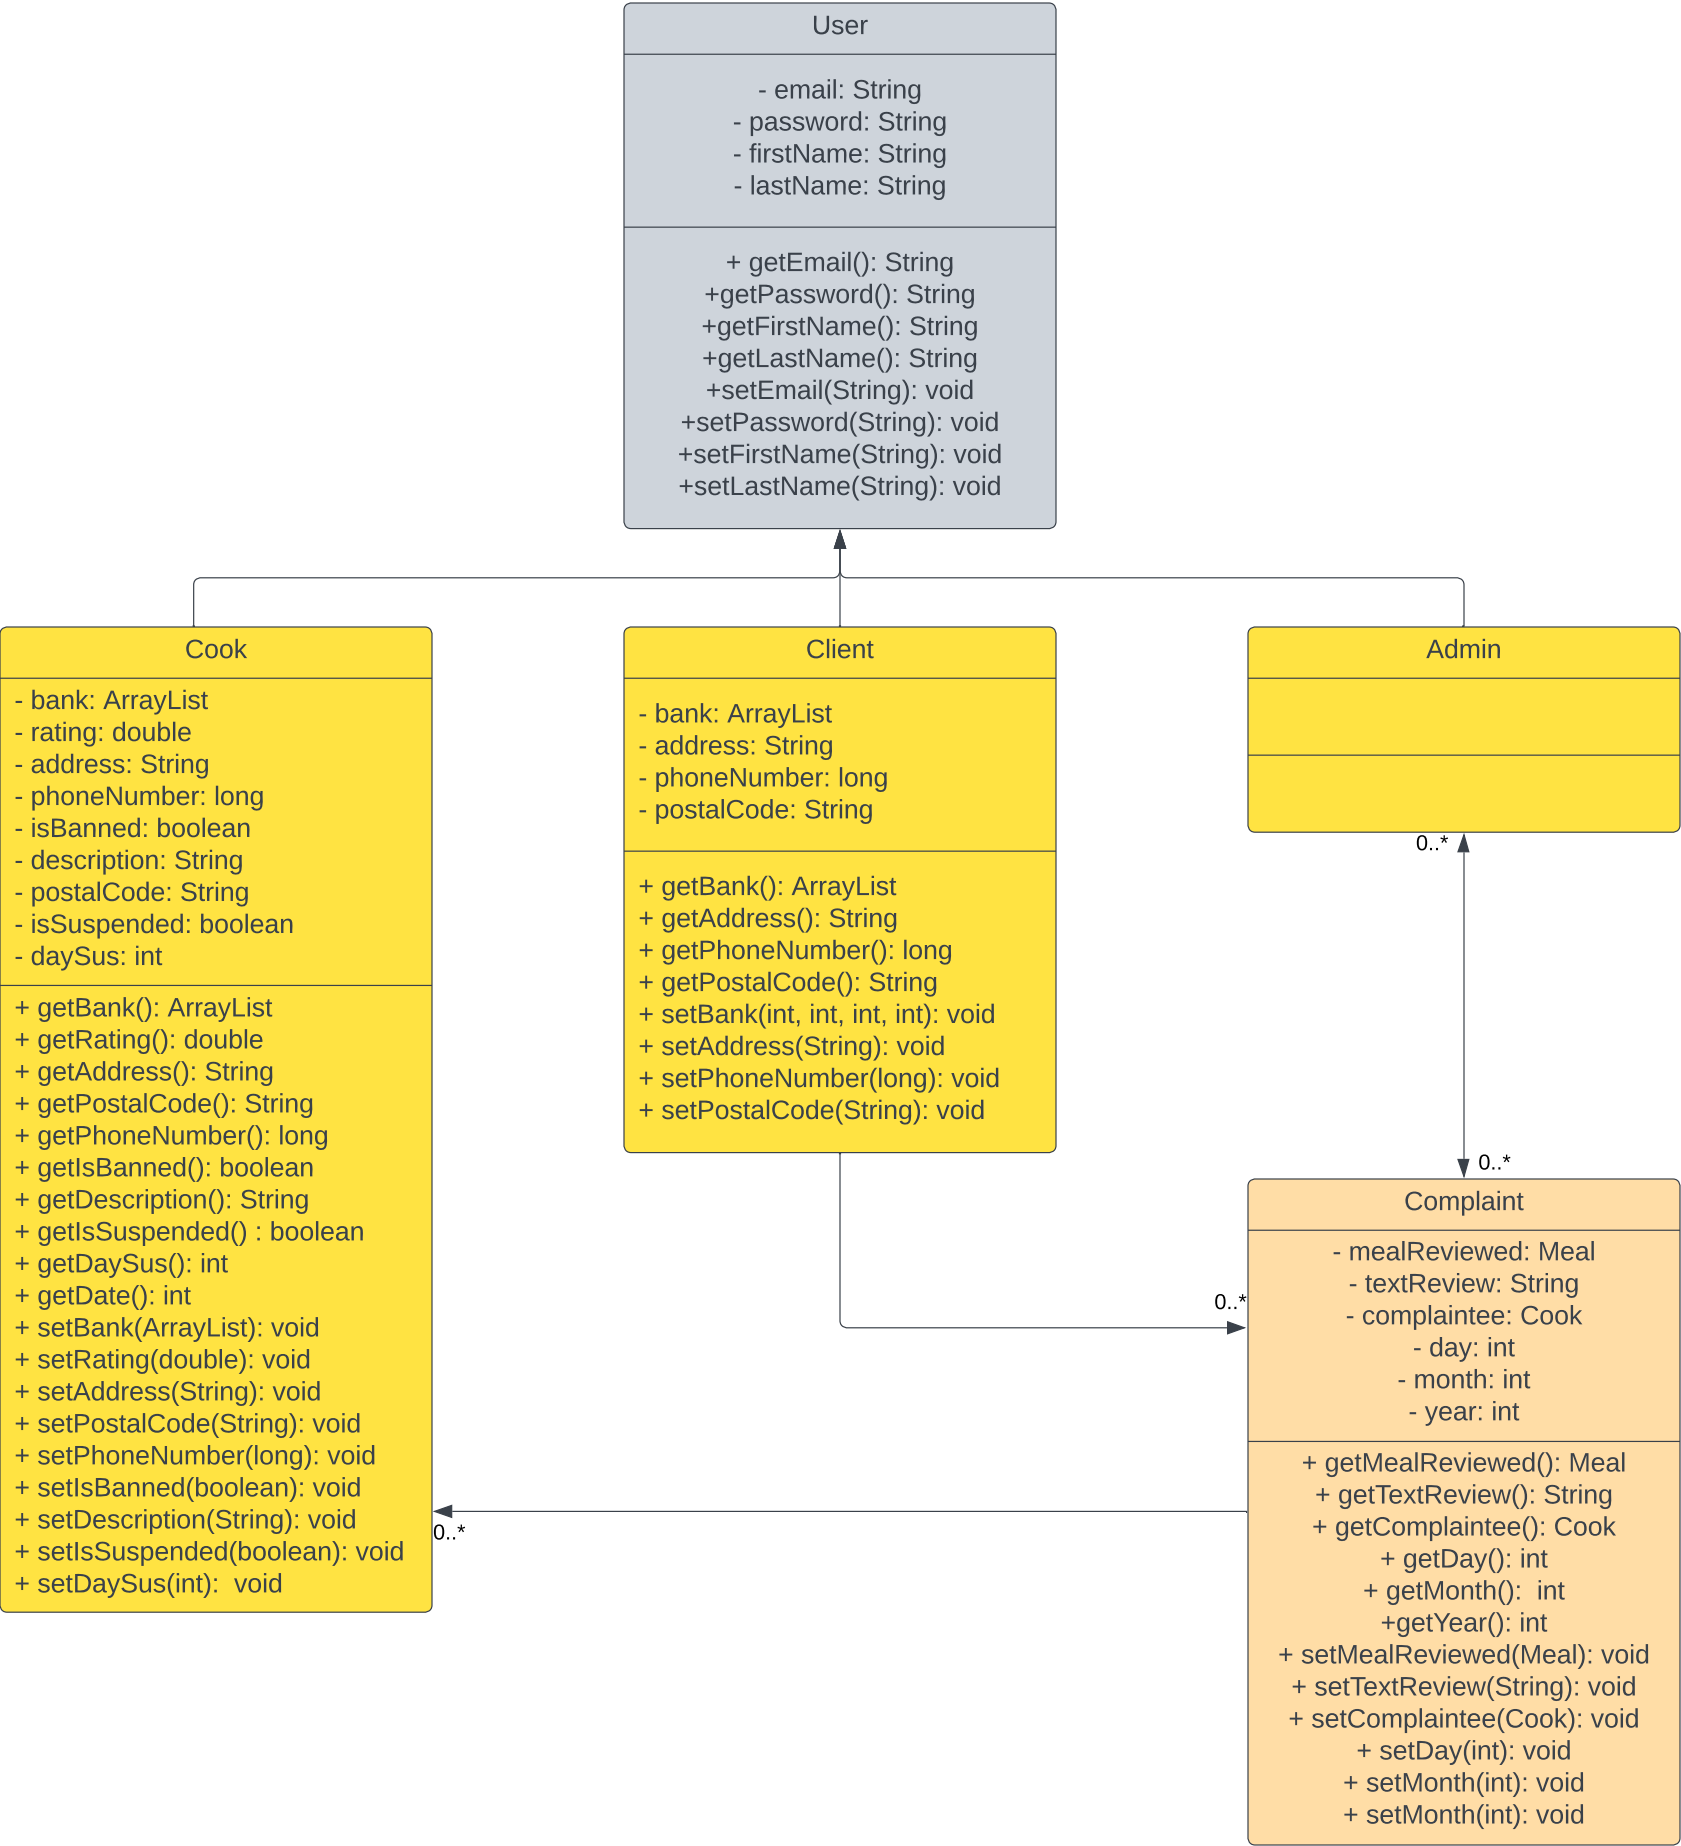 User
- email: String
- password: String
- firstName: String
- lastName: String
+ getEmail(): String
+getPassword(): String
+getFirstName(): String
+getLastName(): String
+setEmail(String): void
+setPassword(String): void
+setFirstName(String): void
+setLastName(String): void
Cook
- bank: ArrayList
- rating: double
- address: String
- phoneNumber: long
- isBanned: boolean
- description: String
- postalCode: String
- isSuspended: boolean
- daySus: int
+ getBank(): ArrayList
+ getRating(): double
+ getAddress(): String
+ getPostalCode(): String
+ getPhoneNumber(): long
+ getIsBanned(): boolean
+ getDescription(): String
+ getIsSuspended() : boolean
+ getDaySus(): int
+ getDate(): int
+ setBank(ArrayList): void
+ setRating(double): void
+ setAddress(String): void
+ setPostalCode(String): void
+ setPhoneNumber(long): void
+ setIsBanned(boolean): void
+ setDescription(String): void
+ setIsSuspended(boolean): void
+ setDaySus(int):  void
0..*
Client
- bank: ArrayList
- address: String
- phoneNumber: long
- postalCode: String
+ getBank(): ArrayList
+ getAddress(): String
+ getPhoneNumber(): long
+ getPostalCode(): String
+ setBank(int, int, int, int): void
+ setAddress(String): void
+ setPhoneNumber(long): void
+ setPostalCode(String): void
Admin
0..*
0..*
0..*
Complaint
- mealReviewed: Meal
- textReview: String
- complaintee: Cook
- day: int
- month: int
- year: int
+ getMealReviewed(): Meal
+ getTextReview(): String
+ getComplaintee(): Cook
+ getDay(): int
+ getMonth():  int
+getYear(): int
+ setMealReviewed(Meal): void
+ setTextReview(String): void
+ setComplaintee(Cook): void
+ setDay(int): void
+ setMonth(int): void
+ setMonth(int): void